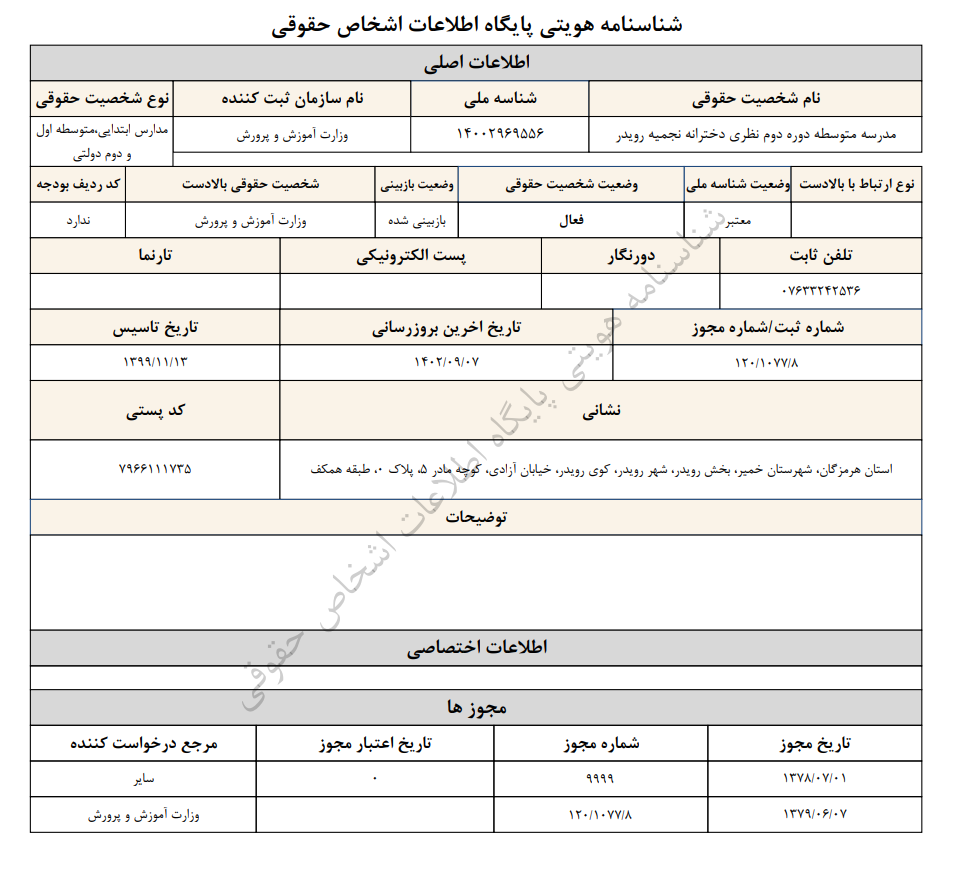 شناسنامه هویتی پایگاه اطلاعات اشخاص حقوقی
اطلاعات اصلی
نام شخصیت حقوقی شناسه ملی نام سازمان ثبت کننده نوع شخصیت حقوقی
مدرسه متوسطه دوره دوم نظری دخترانه نجمیه رویدر ۱۴۰۰۲۹۶۹۵۵۶ وزارت آموزش و پرورش مدارس ابتدایی،متوسطه اول
و دوم دولتی
نوع ارتباط با بالادست وضعیت شناسه ملی وضعیت شخصیت حقوقی وضعیت بازبینی شخصیت حقوقی بالادست کد ردیف بودجه
معتبر فعال بازبینی شده وزارت آموزش و پرورش ندارد
تلفن ثابت دورنگار پست الکترونیکی تارنما
۰۷۶۳۳۲۴۲۵۳۶
شماره ثبت/شماره مجوز تاریخ اخرین بروزرسانی تاریخ تاسیس
۱۲۰/۱۰۷۷/۸ ۱۴۰۲/۰۹/۰۷ ۱۳۹۹/۱۱/۱۳
نشانی کد پستی
استان هرمزگان، شهرستان خمیر، بخش رویدر، شهر رویدر، کوی رویدر، خیابان آزادی، کوچه مادر ۵، پلاک ۰، طبقه همکف ۷۹۶۶۱۱۱۷۳۵
توضیحات
اطلاعات اختصاصی
مجوز ها
تاریخ مجوز شماره مجوز تاریخ اعتبار مجوز مرجع درخواست کننده
۱۳۷۸/۰۷/۰۱ ۹۹۹۹ ۰ سایر
۱۳۷۹/۰۶/۰۷ ۱۲۰/۱۰۷۷/۸ وزارت آموزش و پرورش
شناسنامه هویتی پایگاه اطلاعات اشخاص حقوقی